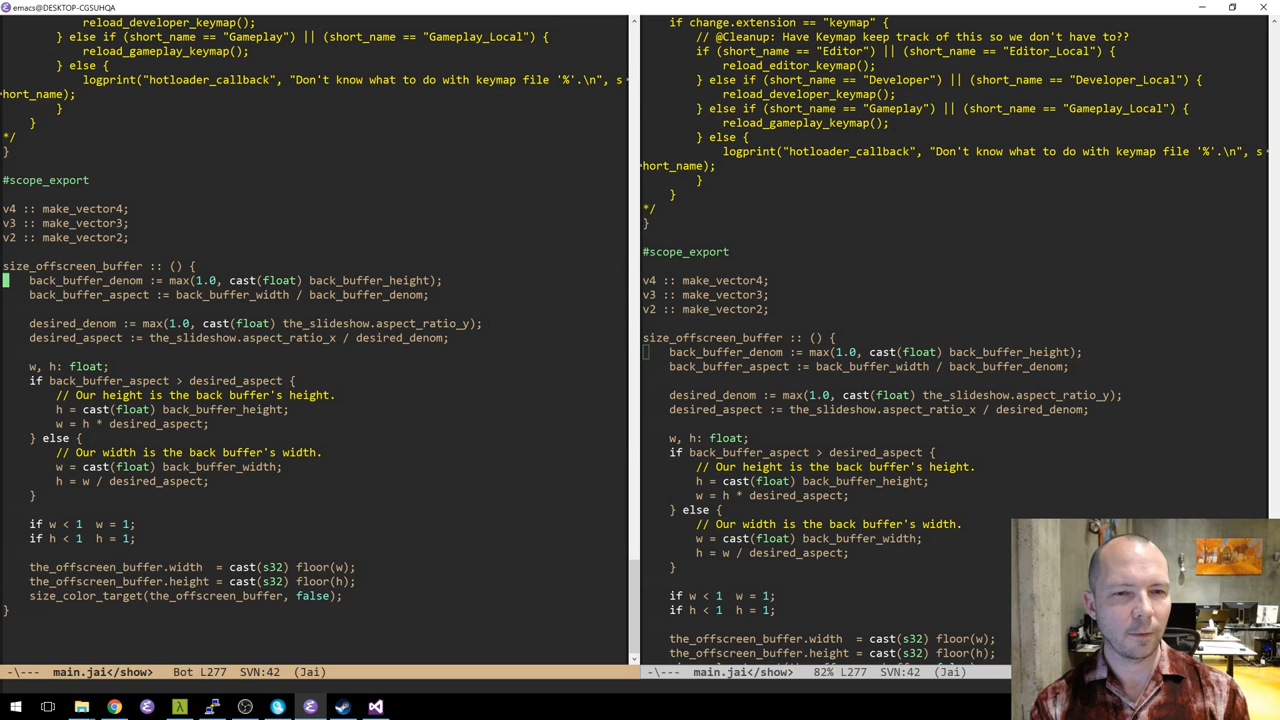 emacs@DESKTOP-CGSUHQA
reload_developer_keymap();
} else if (short_name == "Gameplay") || (short_name == "Gameplay_Local") {
reload_gameplay_keymap();
} else {
logprint("hotloader_callback", "Don't know what to do with keymap file '%'.\n", s
hort_name);
}
}
*/
}
#scope_export
v4 :: make_vector4;
v3 :: make_vector3;
v2 :: make_vector2;
size_offscreen_buffer :: () {
back_buffer_denom := max(1.0, cast(float) back_buffer_height);
back_buffer_aspect := back_buffer_width / back_buffer_denom;
desired_denom := max(1.0, cast(float) the_slideshow.aspect_ratio_y);
desired_aspect := the_slideshow.aspect_ratio_x / desired_denom;
w, h: float;
if back_buffer_aspect > desired_aspect {
// Our height is the back buffer's height.
h = cast(float) back_buffer_height;
w = h * desired_aspect;
} else {
// Our width is the back buffer's width.
w = cast(float) back_buffer_width;
h = w / desired_aspect;
}
if w < 1  w = 1;
if h < 1  h = 1;
the_offscreen_buffer.width  = cast(s32) floor(w);
the_offscreen_buffer.height = cast(s32) floor(h);
size_color_target(the_offscreen_buffer, false);
}
-\---  main.jai</show>   Bot L277   SVN:42  (Jai)
if change.extension == "keymap" {
// @Cleanup: Have Keymap keep track of this so we don't have to??
if (short_name == "Editor") || (short_name == "Editor_Local") {
reload_editor_keymap();
} else if (short_name == "Developer") || (short_name == "Developer_Local") {
reload_developer_keymap();
} else if (short_name == "Gameplay") || (short_name == "Gameplay_Local") {
reload_gameplay_keymap();
} else {
logprint("hotloader_callback", "Don't know what to do with keymap file '%'.\n", s
hort_name);
}
}
*/
}
#scope_export
v4 :: make_vector4;
v3 :: make_vector3;
v2 :: make_vector2;
size_offscreen_buffer :: () {
back_buffer_denom := max(1.0, cast(float) back_buffer_height);
back_buffer_aspect := back_buffer_width / back_buffer_denom;
desired_denom := max(1.0, cast(float) the_slideshow.aspect_ratio_y);
desired_aspect := the_slideshow.aspect_ratio_x / desired_denom;
w, h: float;
if back_buffer_aspect > desired_aspect {
// Our height is the back buffer's height.
h = cast(float) back_buffer_height;
w = h * desired_aspect;
} else {
// Our width is the back buffer's width.
w = cast(float) back_buffer_width;
h = w / desired_aspect;
}
if w < 1  w = 1;
if h < 1  h = 1;
the_offscreen_buffer.width  = cast(s32) floor(w);
the_offscreen_buffer.height = cast(s32) floor(h);
-\---  main.jai</show>   82% L277   SVN:42  (Jai)